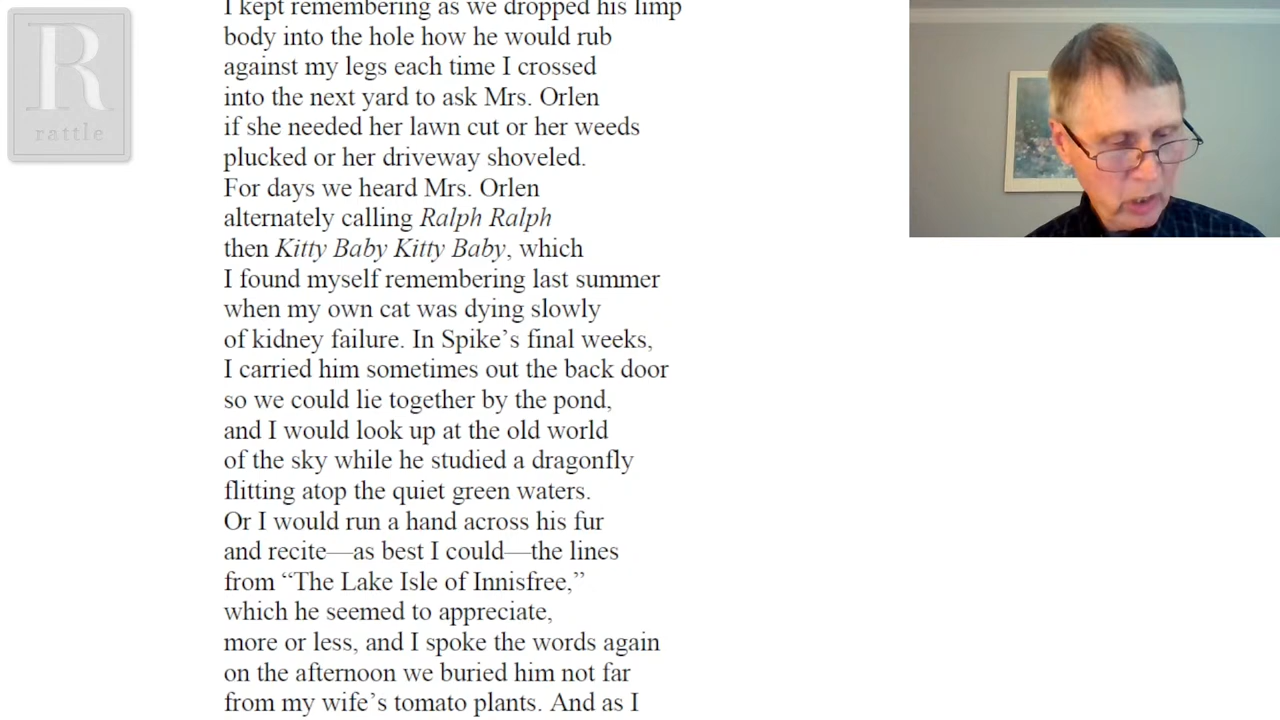 R
rattle
I kept remembering as we dropped his limp
body into the hole how he would rub
against my legs each time I crossed
into the next yard to ask Mrs. Orlen
if she needed her lawn cut or her weeds
plucked or her driveway shoveled.
For days we heard Mrs. Orlen
alternately calling Ralph Ralph
then Kitty Baby Kitty Baby, which
I found myself remembering last summer
when my own cat was dying slowly
of kidney failure. In Spike’s final weeks,
I carried him sometimes out the back door
so we could lie together by the pond,
and I would look up at the old world
of the sky while he studied a dragonfly
flitting atop the quiet green waters.
Or I would run a hand across his fur
and recite—as best I could—the lines
from “The Lake Isle of Innisfree,”
which he seemed to appreciate,
more or less, and I spoke the words again
on the afternoon we buried him not far
from my wife’s tomato plants. And as I